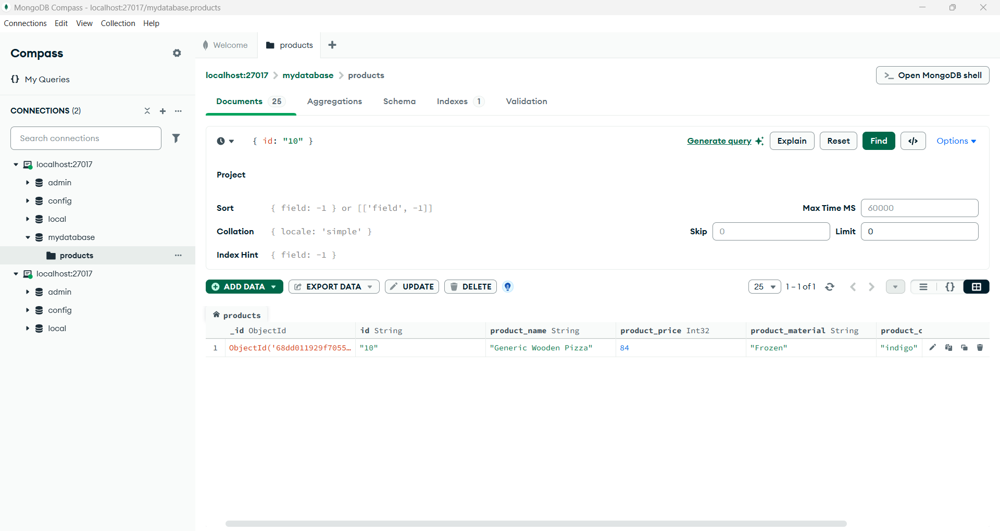 MongoDB Compass - localhost:27017/mydatabase.products
Connections Edit View Collection Help
Compass
My Queries
CONNECTIONS (2)
Search connections
localhost:27017
admin
config
local
mydatabase
products
localhost:27017
admin
config
local
Welcome products
localhost:27017 mydatabase products
>_ Open MongoDB shell
Documents 25 Aggregations Schema Indexes 1 Validation
{ id: "10" }
Generate query Explain Reset Find </> Options
Project
Sort { field: -1 } or [['field', -1]]
Max Time MS 60000
Collation { locale: 'simple' }
Skip 0 Limit 0
Index Hint { field: -1 }
ADD DATA EXPORT DATA UPDATE DELETE
25 1 – 1 of 1 {}
products
_id ObjectId id String product_name String product_price Int32 product_material String product_c
1 ObjectId('68dd011929f7055… "10" "Generic Wooden Pizza" 84 "Frozen" "indigo"